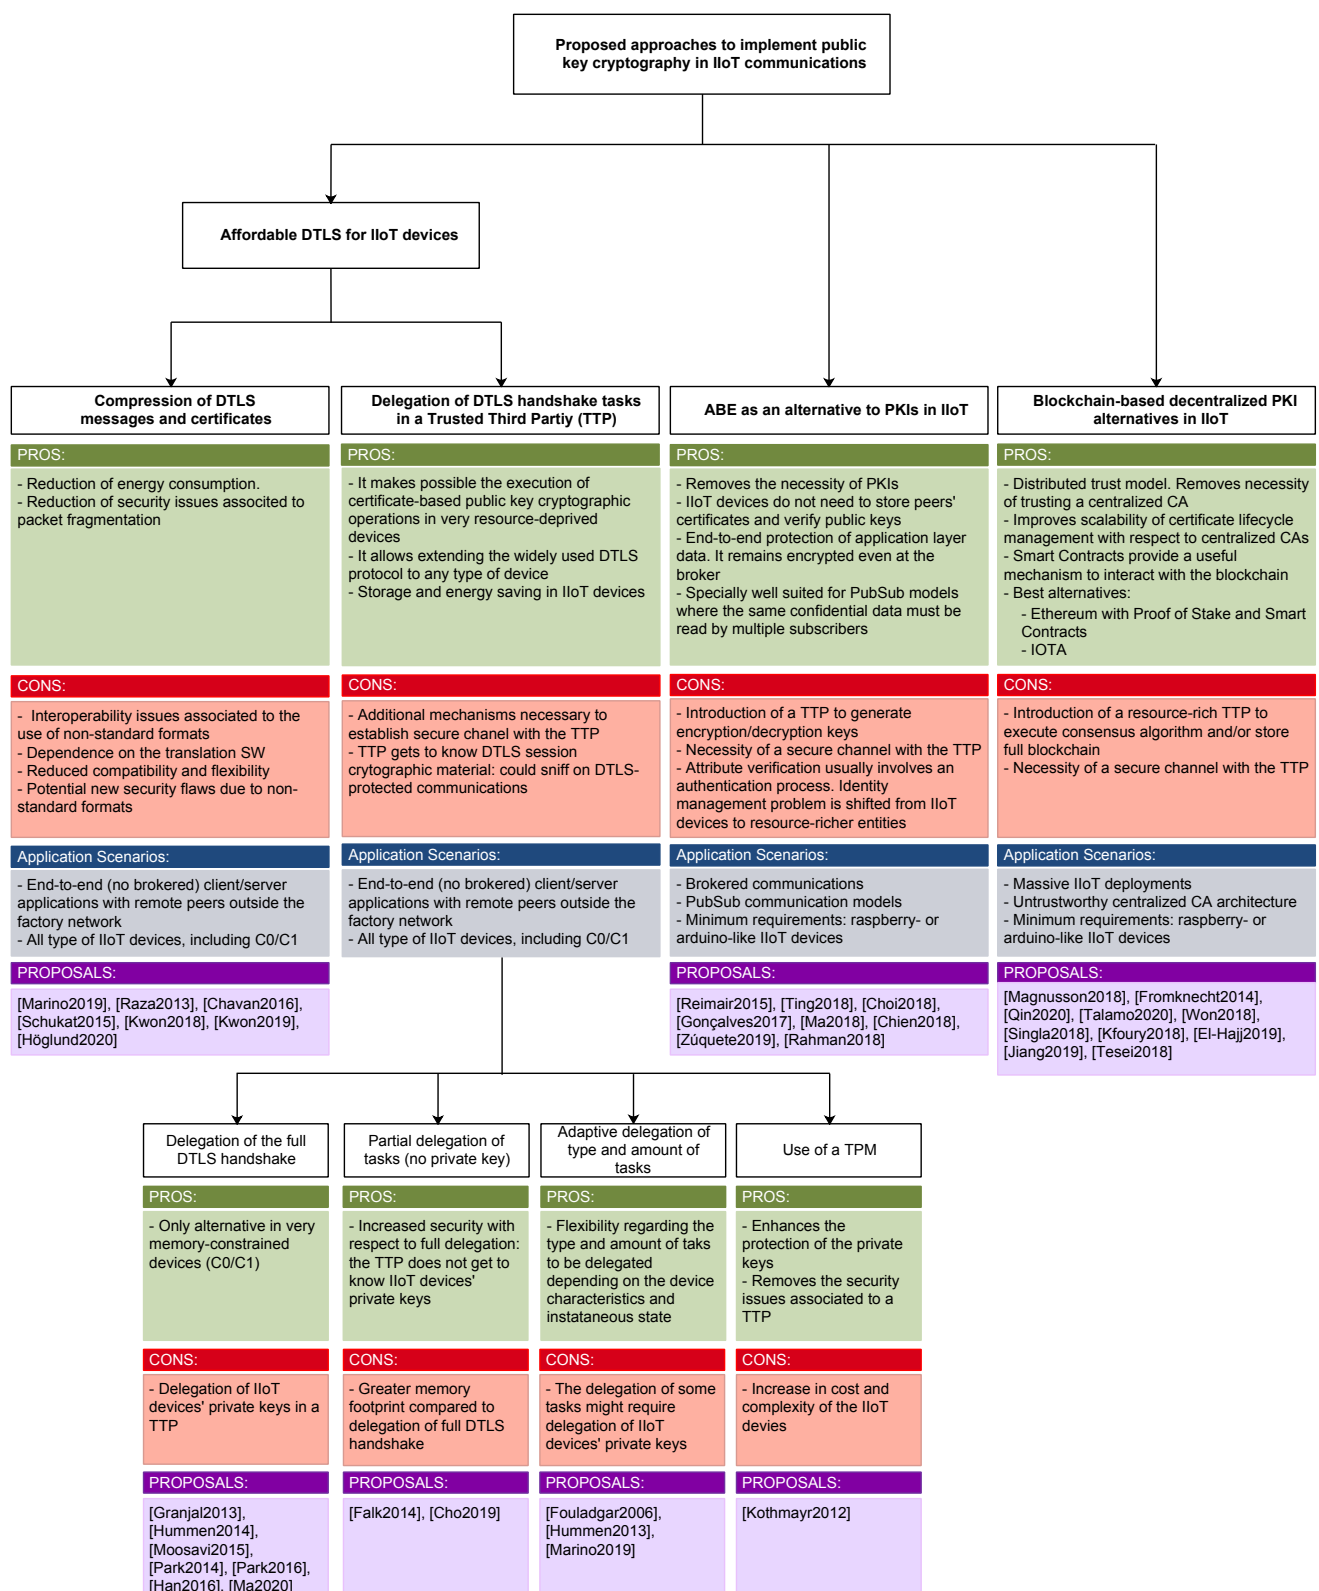 Proposed approaches to implement public
key cryptography in IIoT communications
Affordable DTLS for IIoT devices
Compression of DTLS
messages and certificates
PROS:
- Reduction of energy consumption.
- Reduction of security issues associted to
packet fragmentation
CONS:
- Interoperability issues associated to the
use of non-standard formats
- Dependence on the translation SW
- Reduced compatibility and flexibility
- Potential new security flaws due to non-
standard formats
Application Scenarios:
- End-to-end (no brokered) client/server
applications with remote peers outside the
factory network
- All type of IIoT devices, including C0/C1
PROPOSALS:
[Marino2019], [Raza2013], [Chavan2016],
[Schukat2015], [Kwon2018], [Kwon2019],
[Höglund2020]
Delegation of DTLS handshake tasks
in a Trusted Third Partiy (TTP)
PROS:
- It makes possible the execution of
certificate-based public key cryptographic
operations in very resource-deprived
devices
- It allows extending the widely used DTLS
protocol to any type of device
- Storage and energy saving in IIoT devices
CONS:
- Additional mechanisms necessary to
establish secure chanel with the TTP
- TTP gets to know DTLS session
crytographic material: could sniff on DTLS-
protected communications
Application Scenarios:
- End-to-end (no brokered) client/server
applications with remote peers outside the
factory network
- All type of IIoT devices, including C0/C1
ABE as an alternative to PKIs in IIoT
PROS:
- Removes the necessity of PKIs
- IIoT devices do not need to store peers'
certificates and verify public keys
- End-to-end protection of application layer
data. It remains encrypted even at the
broker
- Specially well suited for PubSub models
where the same confidential data must be
read by multiple subscribers
CONS:
- Introduction of a TTP to generate
encryption/decryption keys
- Necessity of a secure channel with the TTP
- Attribute verification usually involves an
authentication process. Identity
management problem is shifted from IIoT
devices to resource-richer entities
Application Scenarios:
- Brokered communications
- PubSub communication models
- Minimum requirements: raspberry- or
arduino-like IIoT devices
PROPOSALS:
[Reimair2015], [Ting2018], [Choi2018],
[Gonçalves2017], [Ma2018], [Chien2018],
[Zúquete2019], [Rahman2018]
Blockchain-based decentralized PKI
alternatives in IIoT
PROS:
- Distributed trust model. Removes necessity
of trusting a centralized CA
- Improves scalability of certificate lifecycle
management with respect to centralized CAs
- Smart Contracts provide a useful
mechanism to interact with the blockchain
- Best alternatives:
- Ethereum with Proof of Stake and Smart
Contracts
- IOTA
CONS:
- Introduction of a resource-rich TTP to
execute consensus algorithm and/or store
full blockchain
- Necessity of a secure channel with the TTP
Application Scenarios:
- Massive IIoT deployments
- Untrustworthy centralized CA architecture
- Minimum requirements: raspberry- or
arduino-like IIoT devices
PROPOSALS:
[Magnusson2018], [Fromknecht2014],
[Qin2020], [Talamo2020], [Won2018],
[Singla2018], [Kfoury2018], [El-Hajj2019],
[Jiang2019], [Tesei2018]
Delegation of the full
DTLS handshake
PROS:
- Only alternative in very
memory-constrained
devices (C0/C1)
CONS:
- Delegation of IIoT
devices' private keys in a
TTP
PROPOSALS:
[Granjal2013],
[Hummen2014],
[Moosavi2015],
[Park2014], [Park2016],
[Han2016], [Ma2020]
Partial delegation of
tasks (no private key)
PROS:
- Increased security with
respect to full delegation:
the TTP does not get to
know IIoT devices'
private keys
CONS:
- Greater memory
footprint compared to
delegation of full DTLS
handshake
PROPOSALS:
[Falk2014], [Cho2019]
Adaptive delegation of
type and amount of
tasks
PROS:
- Flexibility regarding the
type and amount of taks
to be delegated
depending on the device
characteristics and
instataneous state
CONS:
- The delegation of some
tasks might require
delegation of IIoT
devices' private keys
PROPOSALS:
[Fouladgar2006],
[Hummen2013],
[Marino2019]
Use of a TPM
PROS:
- Enhances the
protection of the private
keys
- Removes the security
issues associated to a
TTP
CONS:
- Increase in cost and
complexity of the IIoT
devies
PROPOSALS:
[Kothmayr2012]